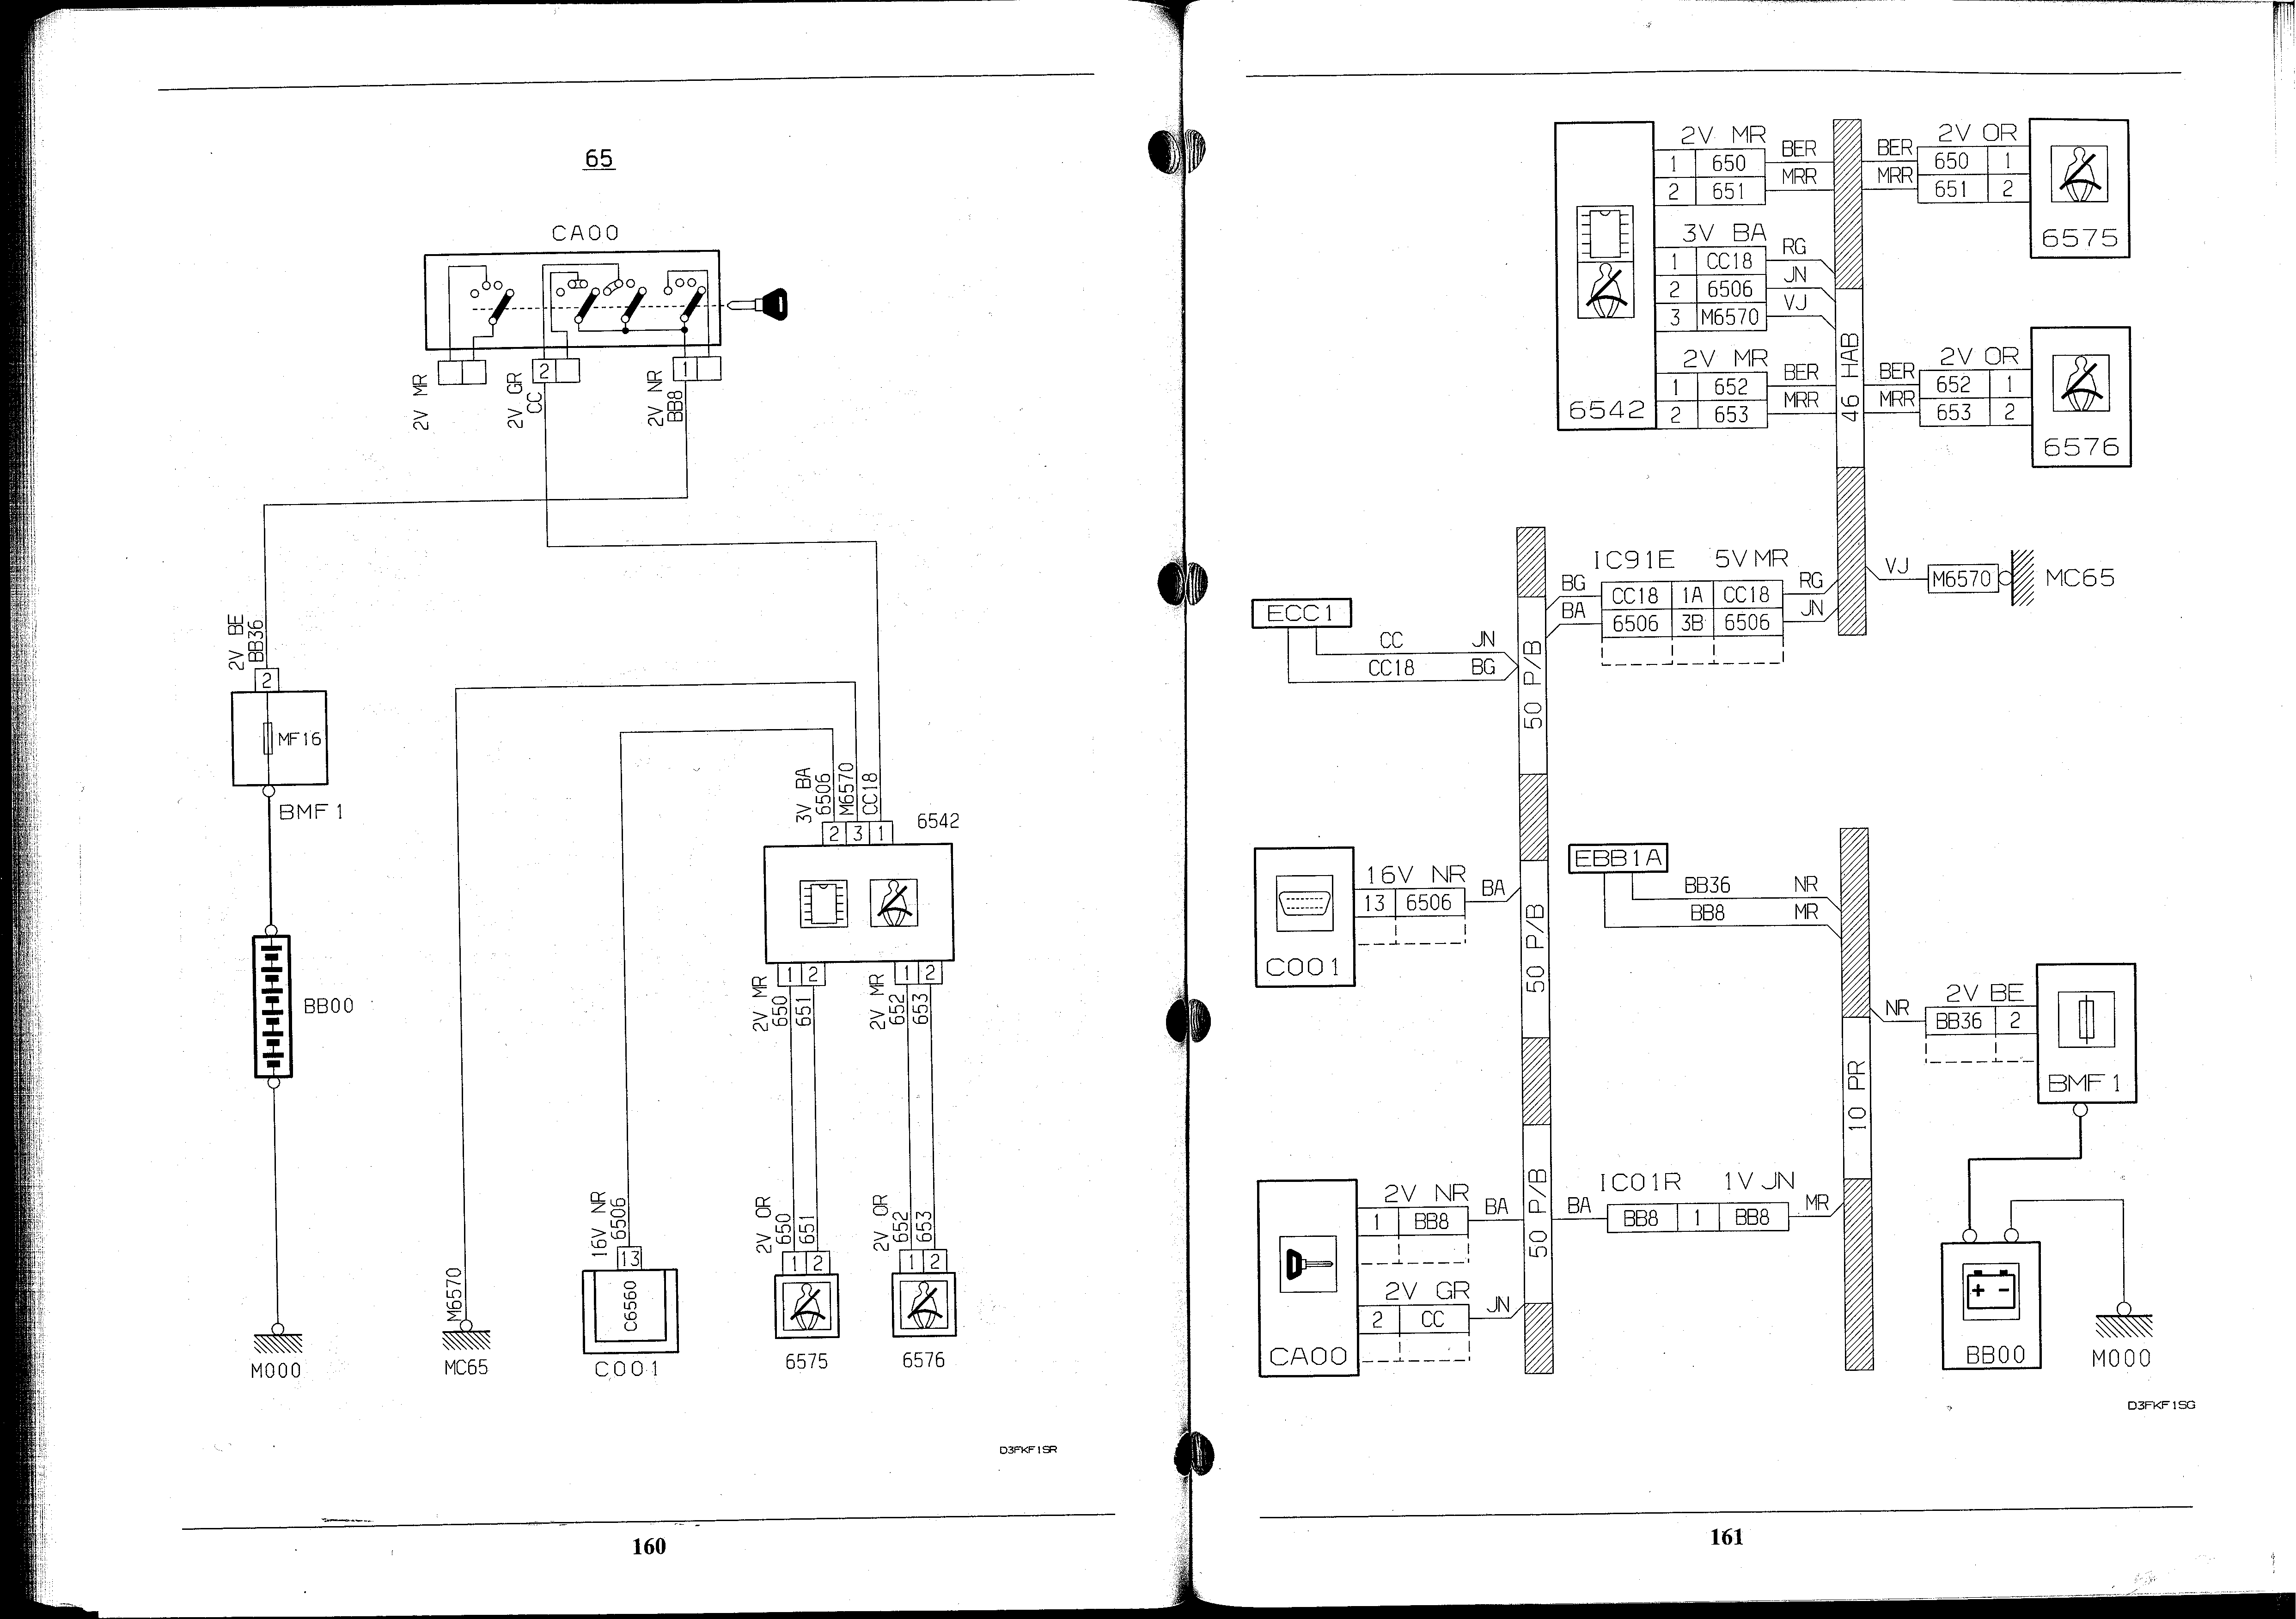 65
CA00
2V MR
2V GR
CC
2
2V NR
BB8
1
2V BE
BB36
2
MF16
BMF1
BB00
M000
3V BA
6506
M6570
CC18
2 3 1
6542
1 2
1 2
2V MR
650
651
2V MR
652
653
M6570
MC65
16V NR
6506
13
C6560
C001
2V OR
650
651
1 2
6575
2V OR
652
653
1 2
6576
D3FKF1SR
160
6542
2V MR
1 650 BER
2 651 MRR
3V BA
1 CC18 RG
2 6506 JN
3 M6570 VJ
2V MR
1 652 BER
2 653 MRR
46 HAB
2V OR
BER 650 1
MRR 651 2
6575
2V OR
BER 652 1
MRR 653 2
6576
IC91E 5V MR
BG CC18 1A CC18 RG
BA 6506 3B 6506 JN
VJ M6570 MC65
ECC1
CC JN
CC18 BG
50 P/B
C001
16V NR
13 6506 BA
50 P/B
EBB1A
BB36 NR
BB8 MR
10 PR
2V BE
NR BB36 2
BMF1
CA00
2V NR
1 BB8 BA
2V GR
2 CC JN
50 P/B
IC01R 1V JN
BA BB8 1 BB8 MR
+ -
BB00
M000
D3FKF1SG
161